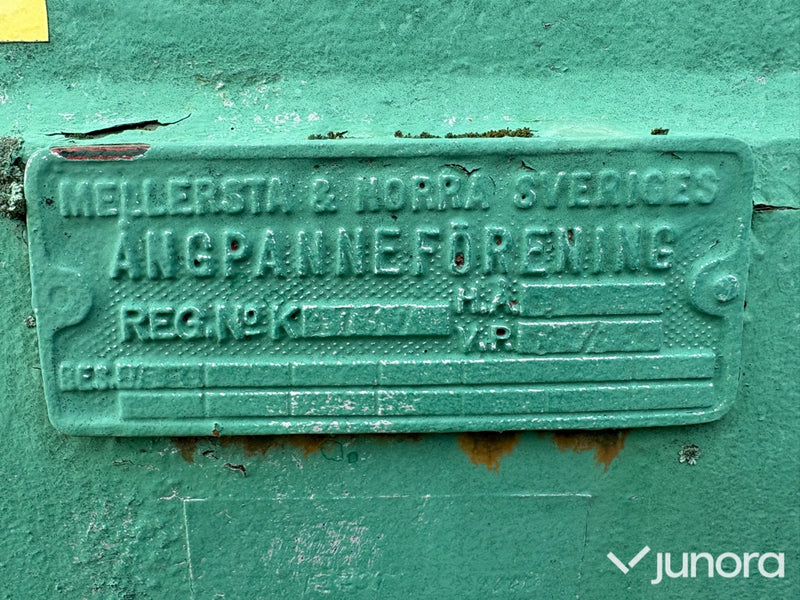 MELLERSTA & NORRA SVERIGES
ÅNGPANNEFÖRENING
REG. No K
H.Å.
V.P.
junora